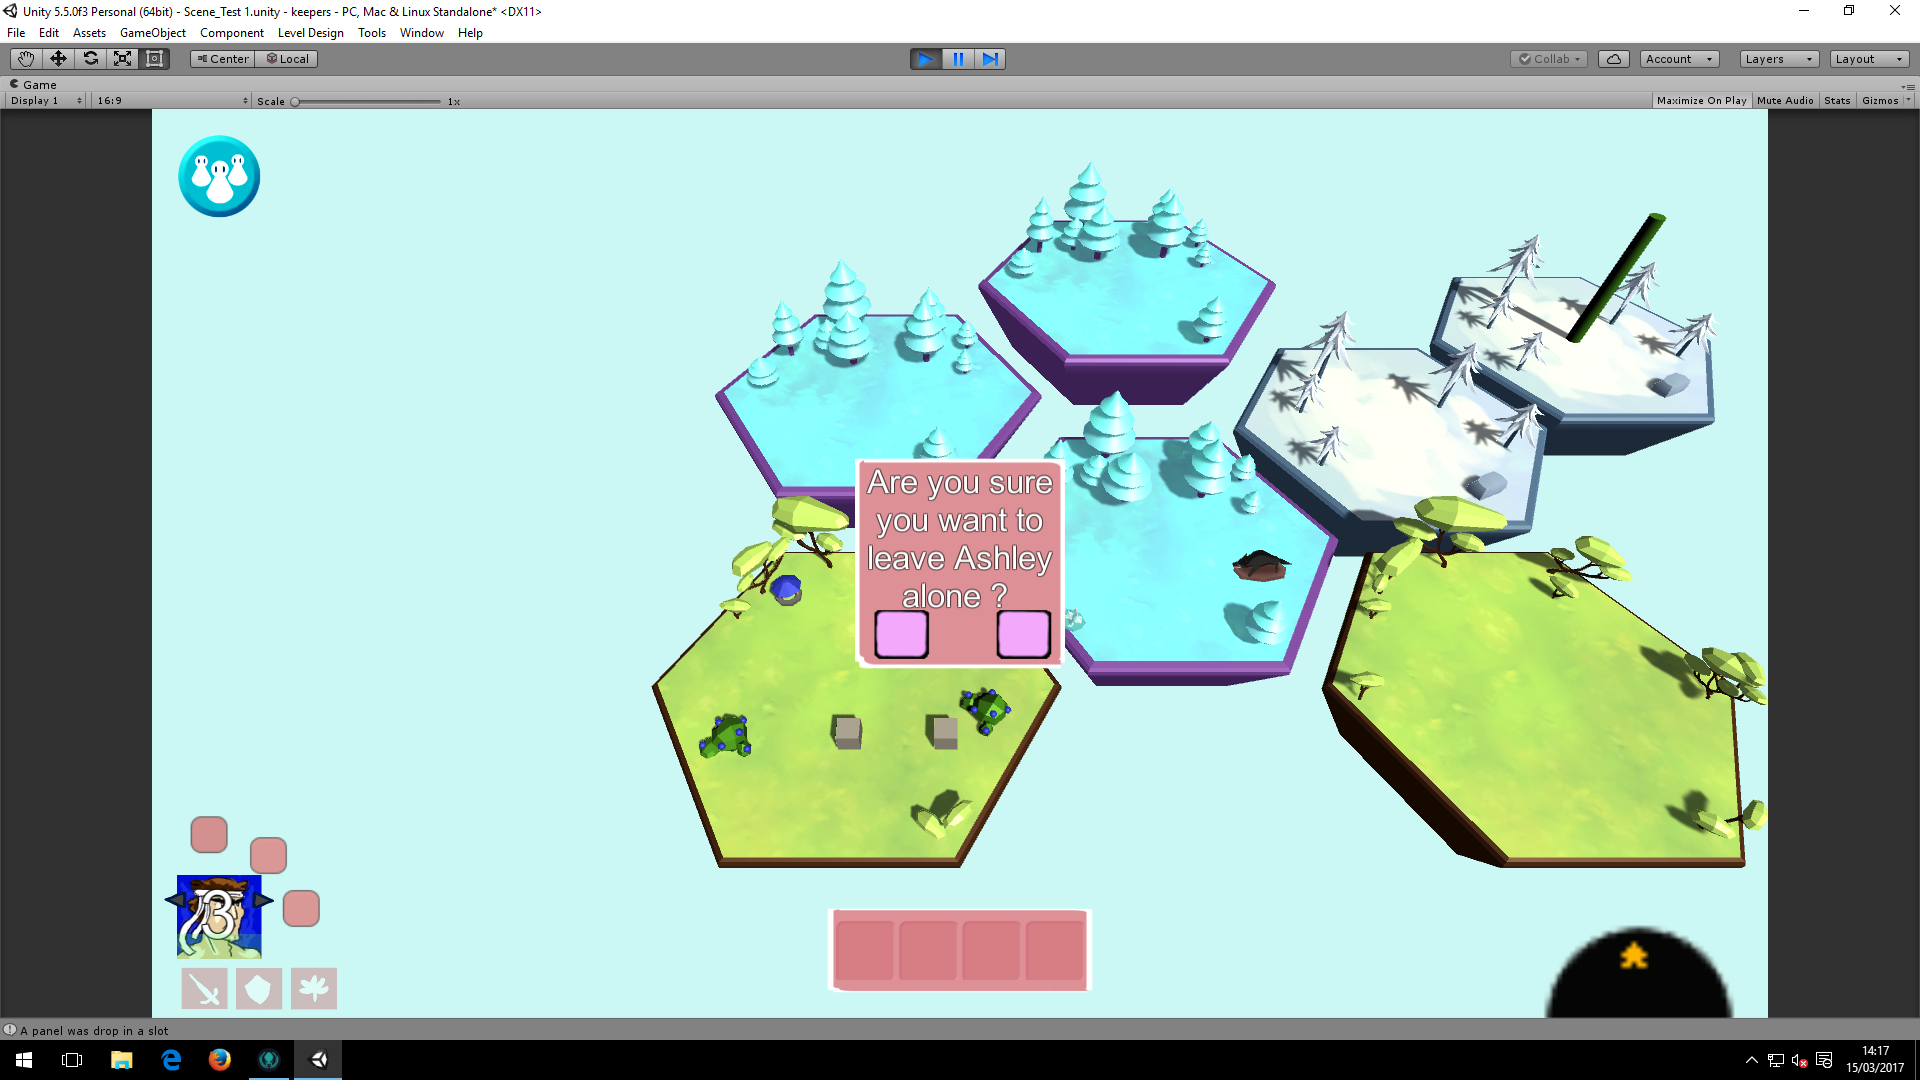 Unity 5.5.0f3 Personal (64bit) - Scene_Test 1.unity - keepers - PC, Mac & Linux Standalone* <DX11>
File Edit Assets GameObject Component Level Design Tools Window Help
Center Local Collab Account Layers Layout
Game
Display 1 16:9 Scale 1x Maximize On Play Mute Audio Stats Gizmos
Are you sure
you want to
leave Ashley
alone ?
3
A panel was drop in a slot
14:17
15/03/2017